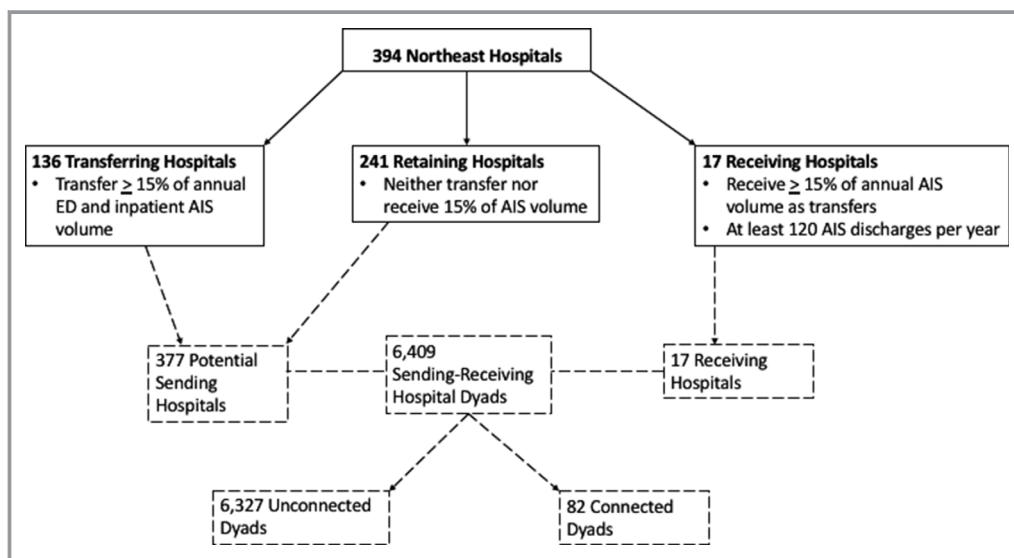 394 Northeast Hospitals
136 Transferring Hospitals
• Transfer ≥ 15% of annual
ED and inpatient AIS
volume
241 Retaining Hospitals
• Neither transfer nor
receive 15% of AIS volume
17 Receiving Hospitals
• Receive ≥ 15% of annual AIS
volume as transfers
• At least 120 AIS discharges per year
377 Potential
Sending
Hospitals
6,409
Sending-Receiving
Hospital Dyads
17 Receiving
Hospitals
6,327 Unconnected
Dyads
82 Connected
Dyads